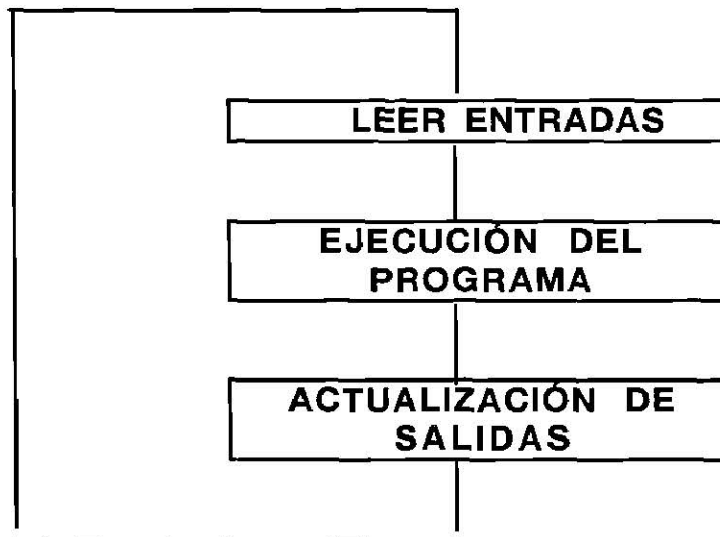 LEER ENTRADAS
EJECUCIÓN DEL
PROGRAMA
ACTUALIZACIÓN DE
SALIDAS